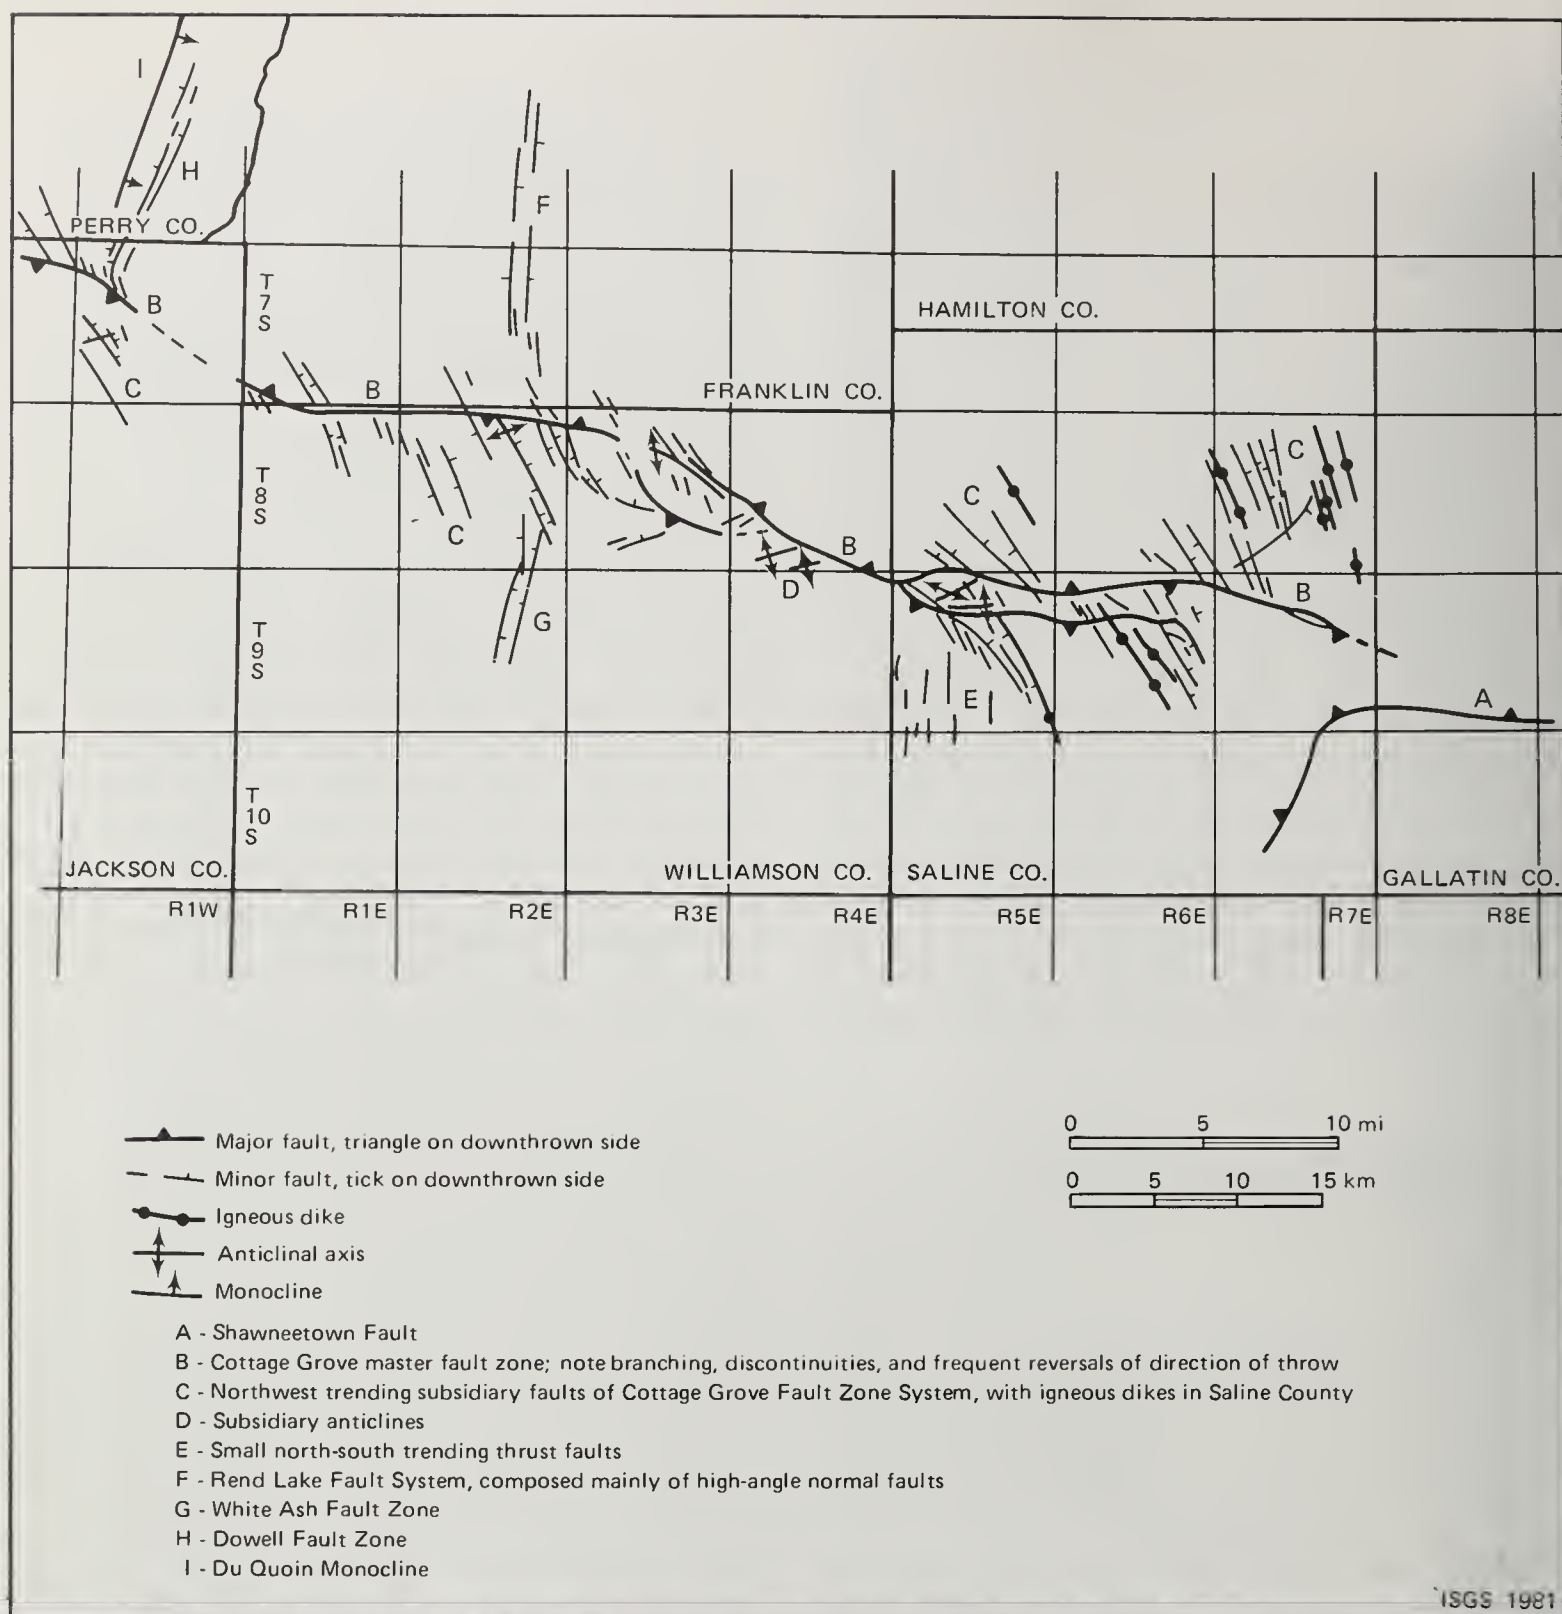 I
H
F
PERRY CO.
B
T
7
S
HAMILTON CO.
C
B
FRANKLIN CO.
T
8
S
C
C
C
B
D
B
T
9
S
G
E
A
T
10
S
JACKSON CO.
WILLIAMSON CO.
SALINE CO.
GALLATIN CO.
R1W
R1E
R2E
R3E
R4E
R5E
R6E
R7E
R8E
Major fault, triangle on downthrown side
Minor fault, tick on downthrown side
Igneous dike
Anticlinal axis
Monocline
0 5 10 mi
0 5 10 15 km
A - Shawneetown Fault
B - Cottage Grove master fault zone; note branching, discontinuities, and frequent reversals of direction of throw
C - Northwest trending subsidiary faults of Cottage Grove Fault Zone System, with igneous dikes in Saline County
D - Subsidiary anticlines
E - Small north-south trending thrust faults
F - Rend Lake Fault System, composed mainly of high-angle normal faults
G - White Ash Fault Zone
H - Dowell Fault Zone
I - Du Quoin Monocline
ISGS 1981